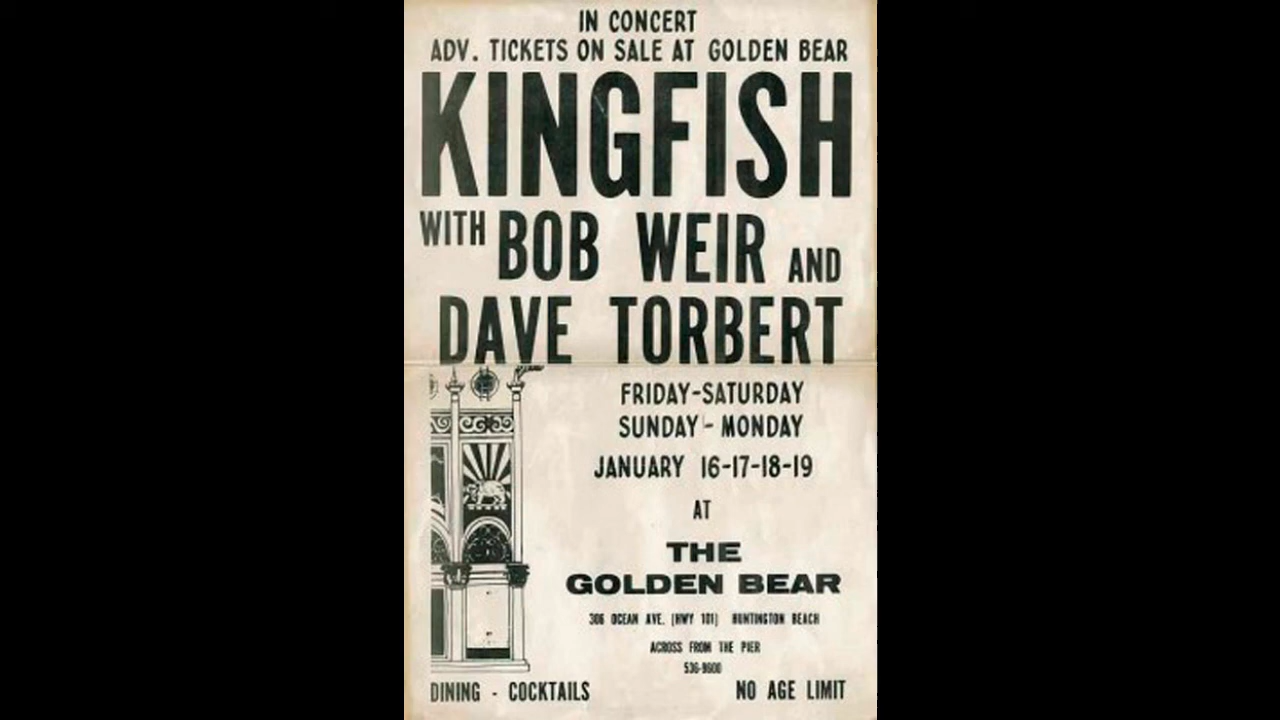 IN CONCERT
ADV. TICKETS ON SALE AT GOLDEN BEAR
KINGFISH
WITH BOB WEIR AND
DAVE TORBERT
FRIDAY-SATURDAY
SUNDAY - MONDAY
JANUARY 16-17-18-19
AT
THE
GOLDEN BEAR
306 OCEAN AVE. (HWY 101) HUNTINGTON BEACH
ACROSS FROM THE PIER
536-9600
DINING - COCKTAILS
NO AGE LIMIT